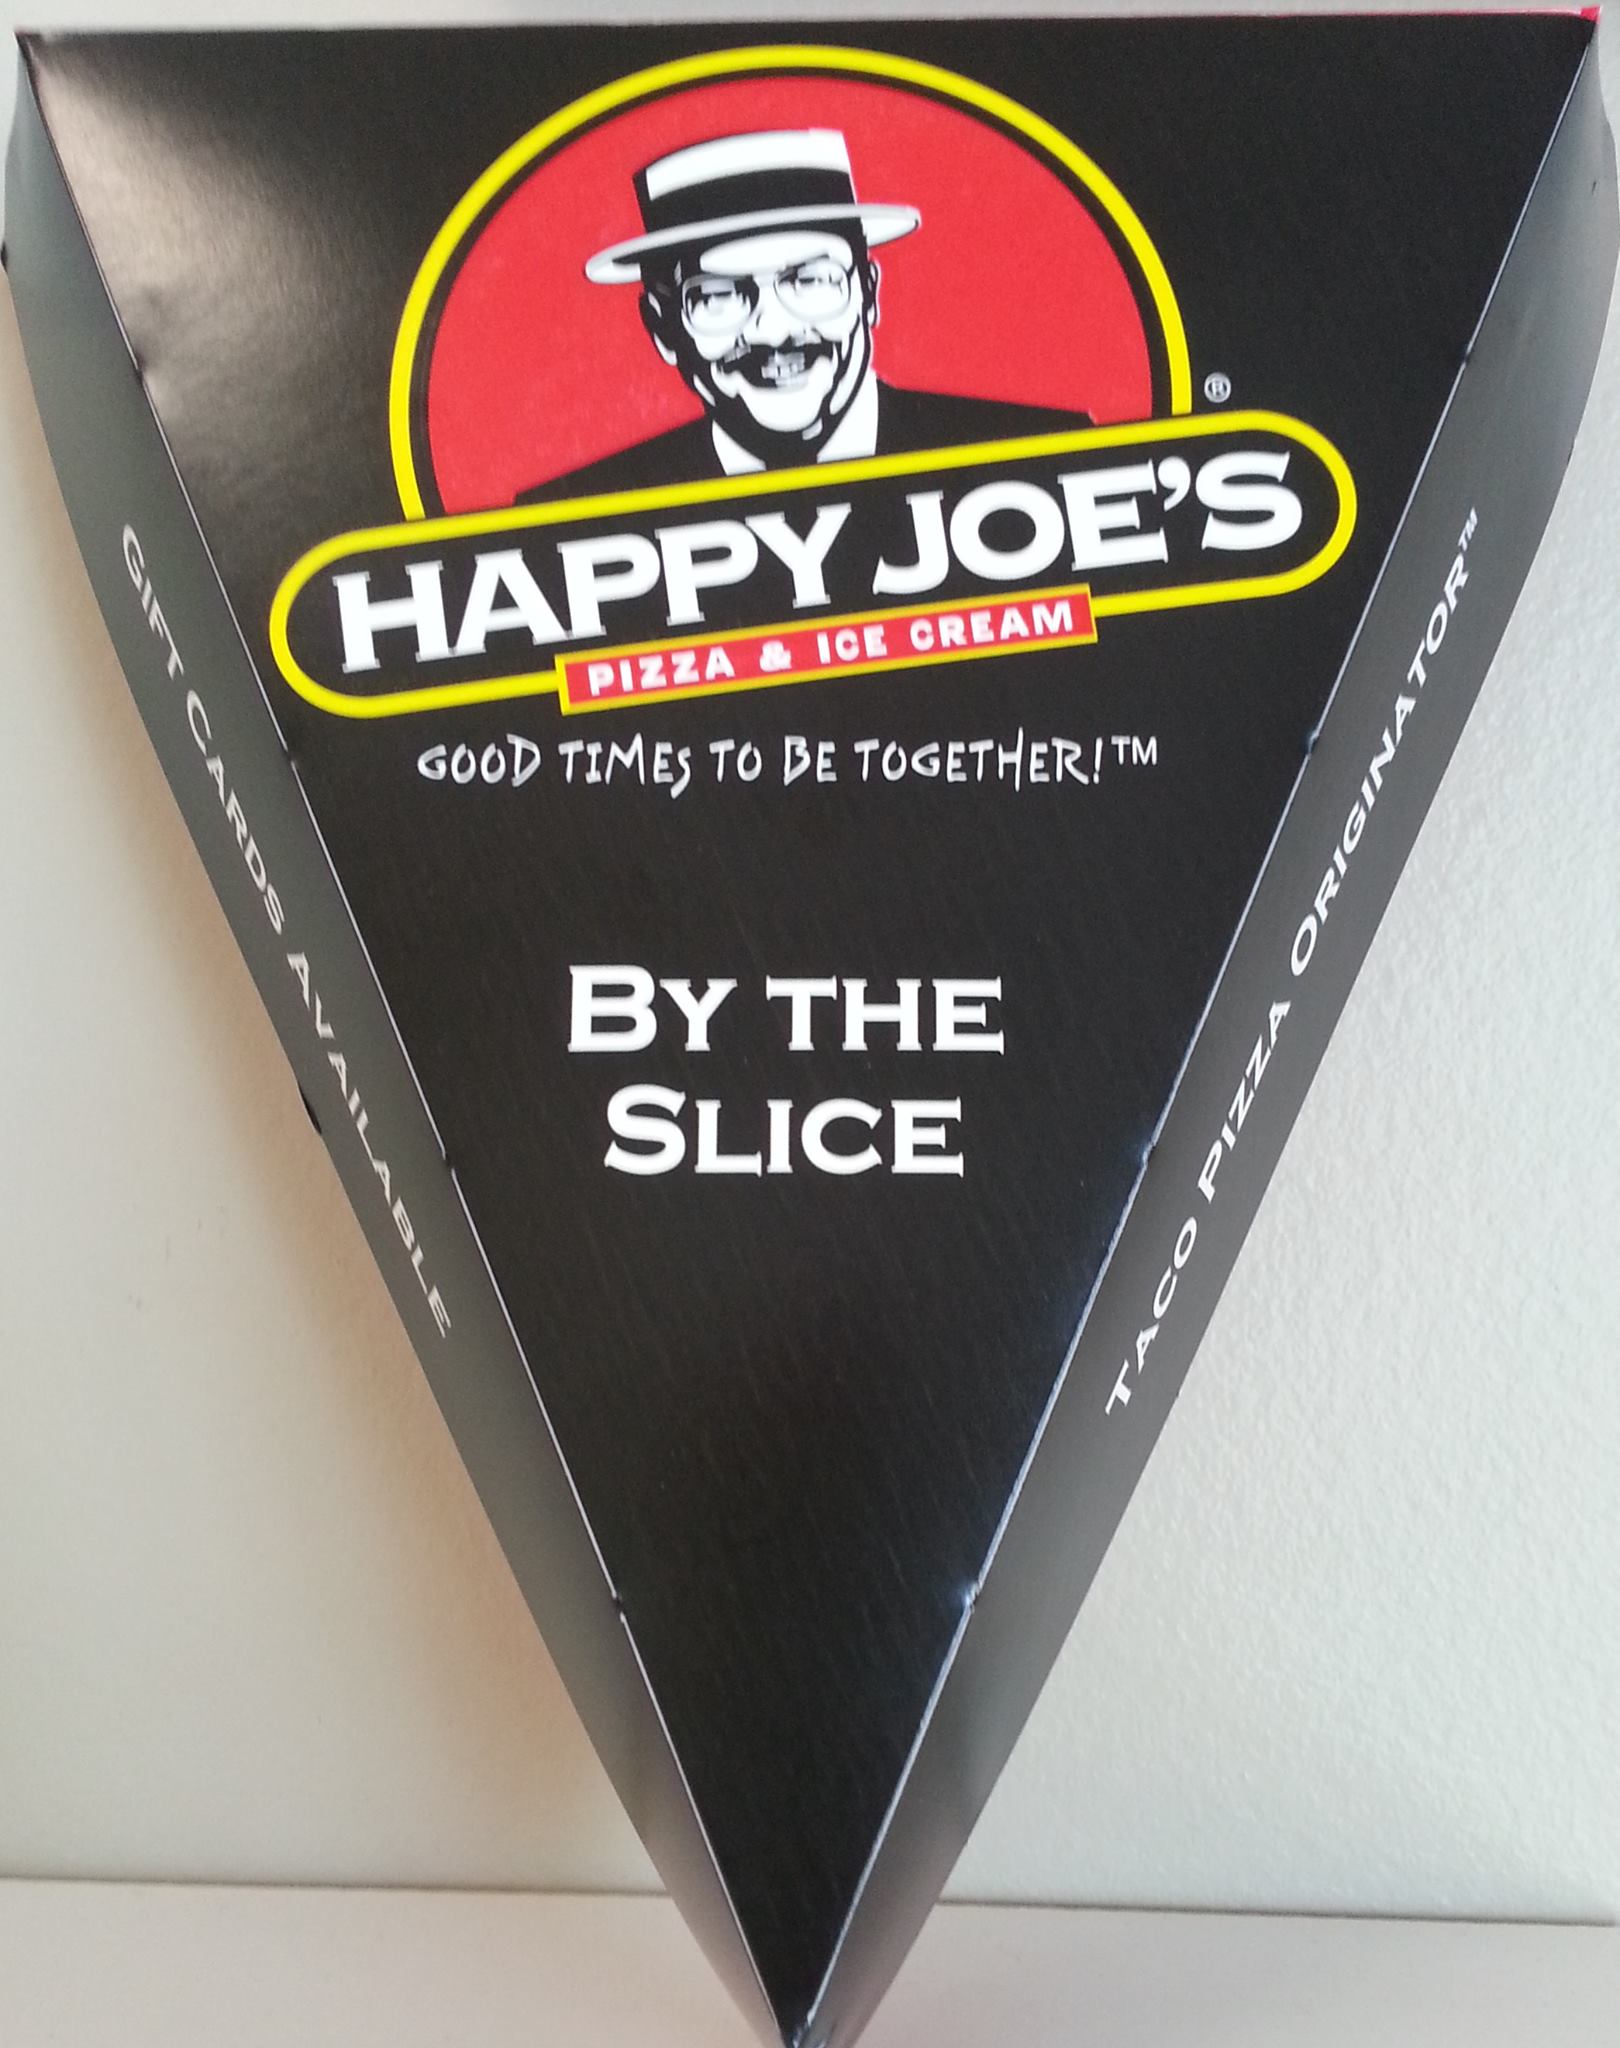 ®
HAPPY JOE'S
PIZZA & ICE CREAM
GOOD TIMES TO BE TOGETHER!™
BY THE
SLICE
GIFT CARDS AVAILABLE
TACO PIZZA ORIGINATOR™